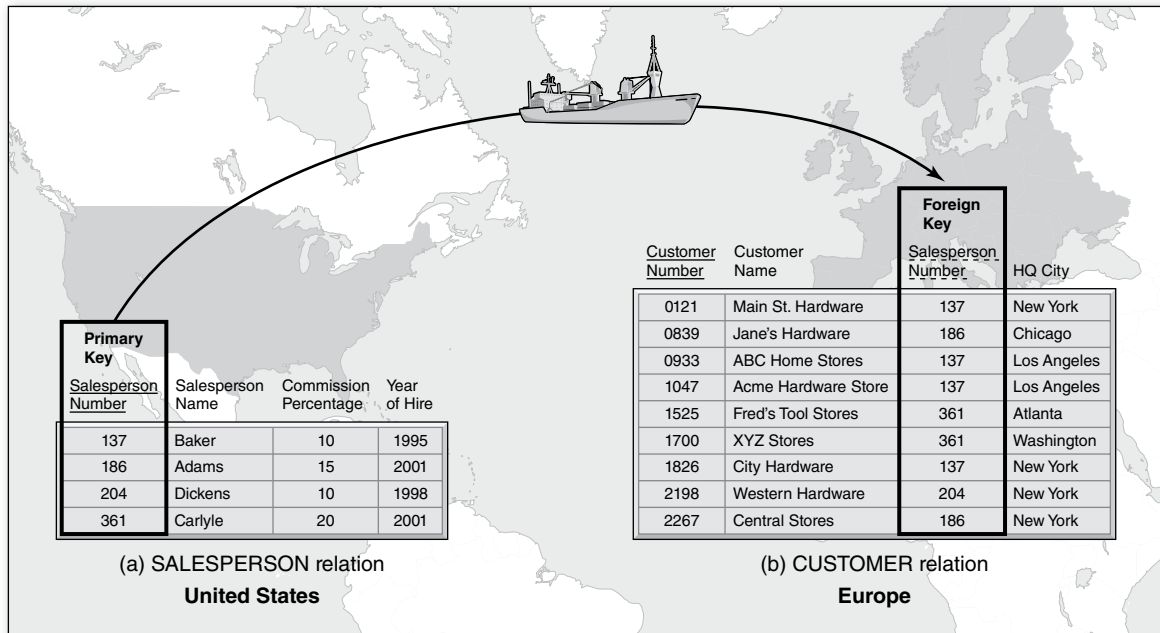 Primary
Key
Salesperson
Number
Salesperson
Name
Commission
Percentage
Year
of Hire
137 Baker 10 1995
186 Adams 15 2001
204 Dickens 10 1998
361 Carlyle 20 2001
(a) SALESPERSON relation
United States
Foreign
Key
Customer
Number
Customer
Name
Salesperson
Number
HQ City
0121 Main St. Hardware 137 New York
0839 Jane's Hardware 186 Chicago
0933 ABC Home Stores 137 Los Angeles
1047 Acme Hardware Store 137 Los Angeles
1525 Fred's Tool Stores 361 Atlanta
1700 XYZ Stores 361 Washington
1826 City Hardware 137 New York
2198 Western Hardware 204 New York
2267 Central Stores 186 New York
(b) CUSTOMER relation
Europe